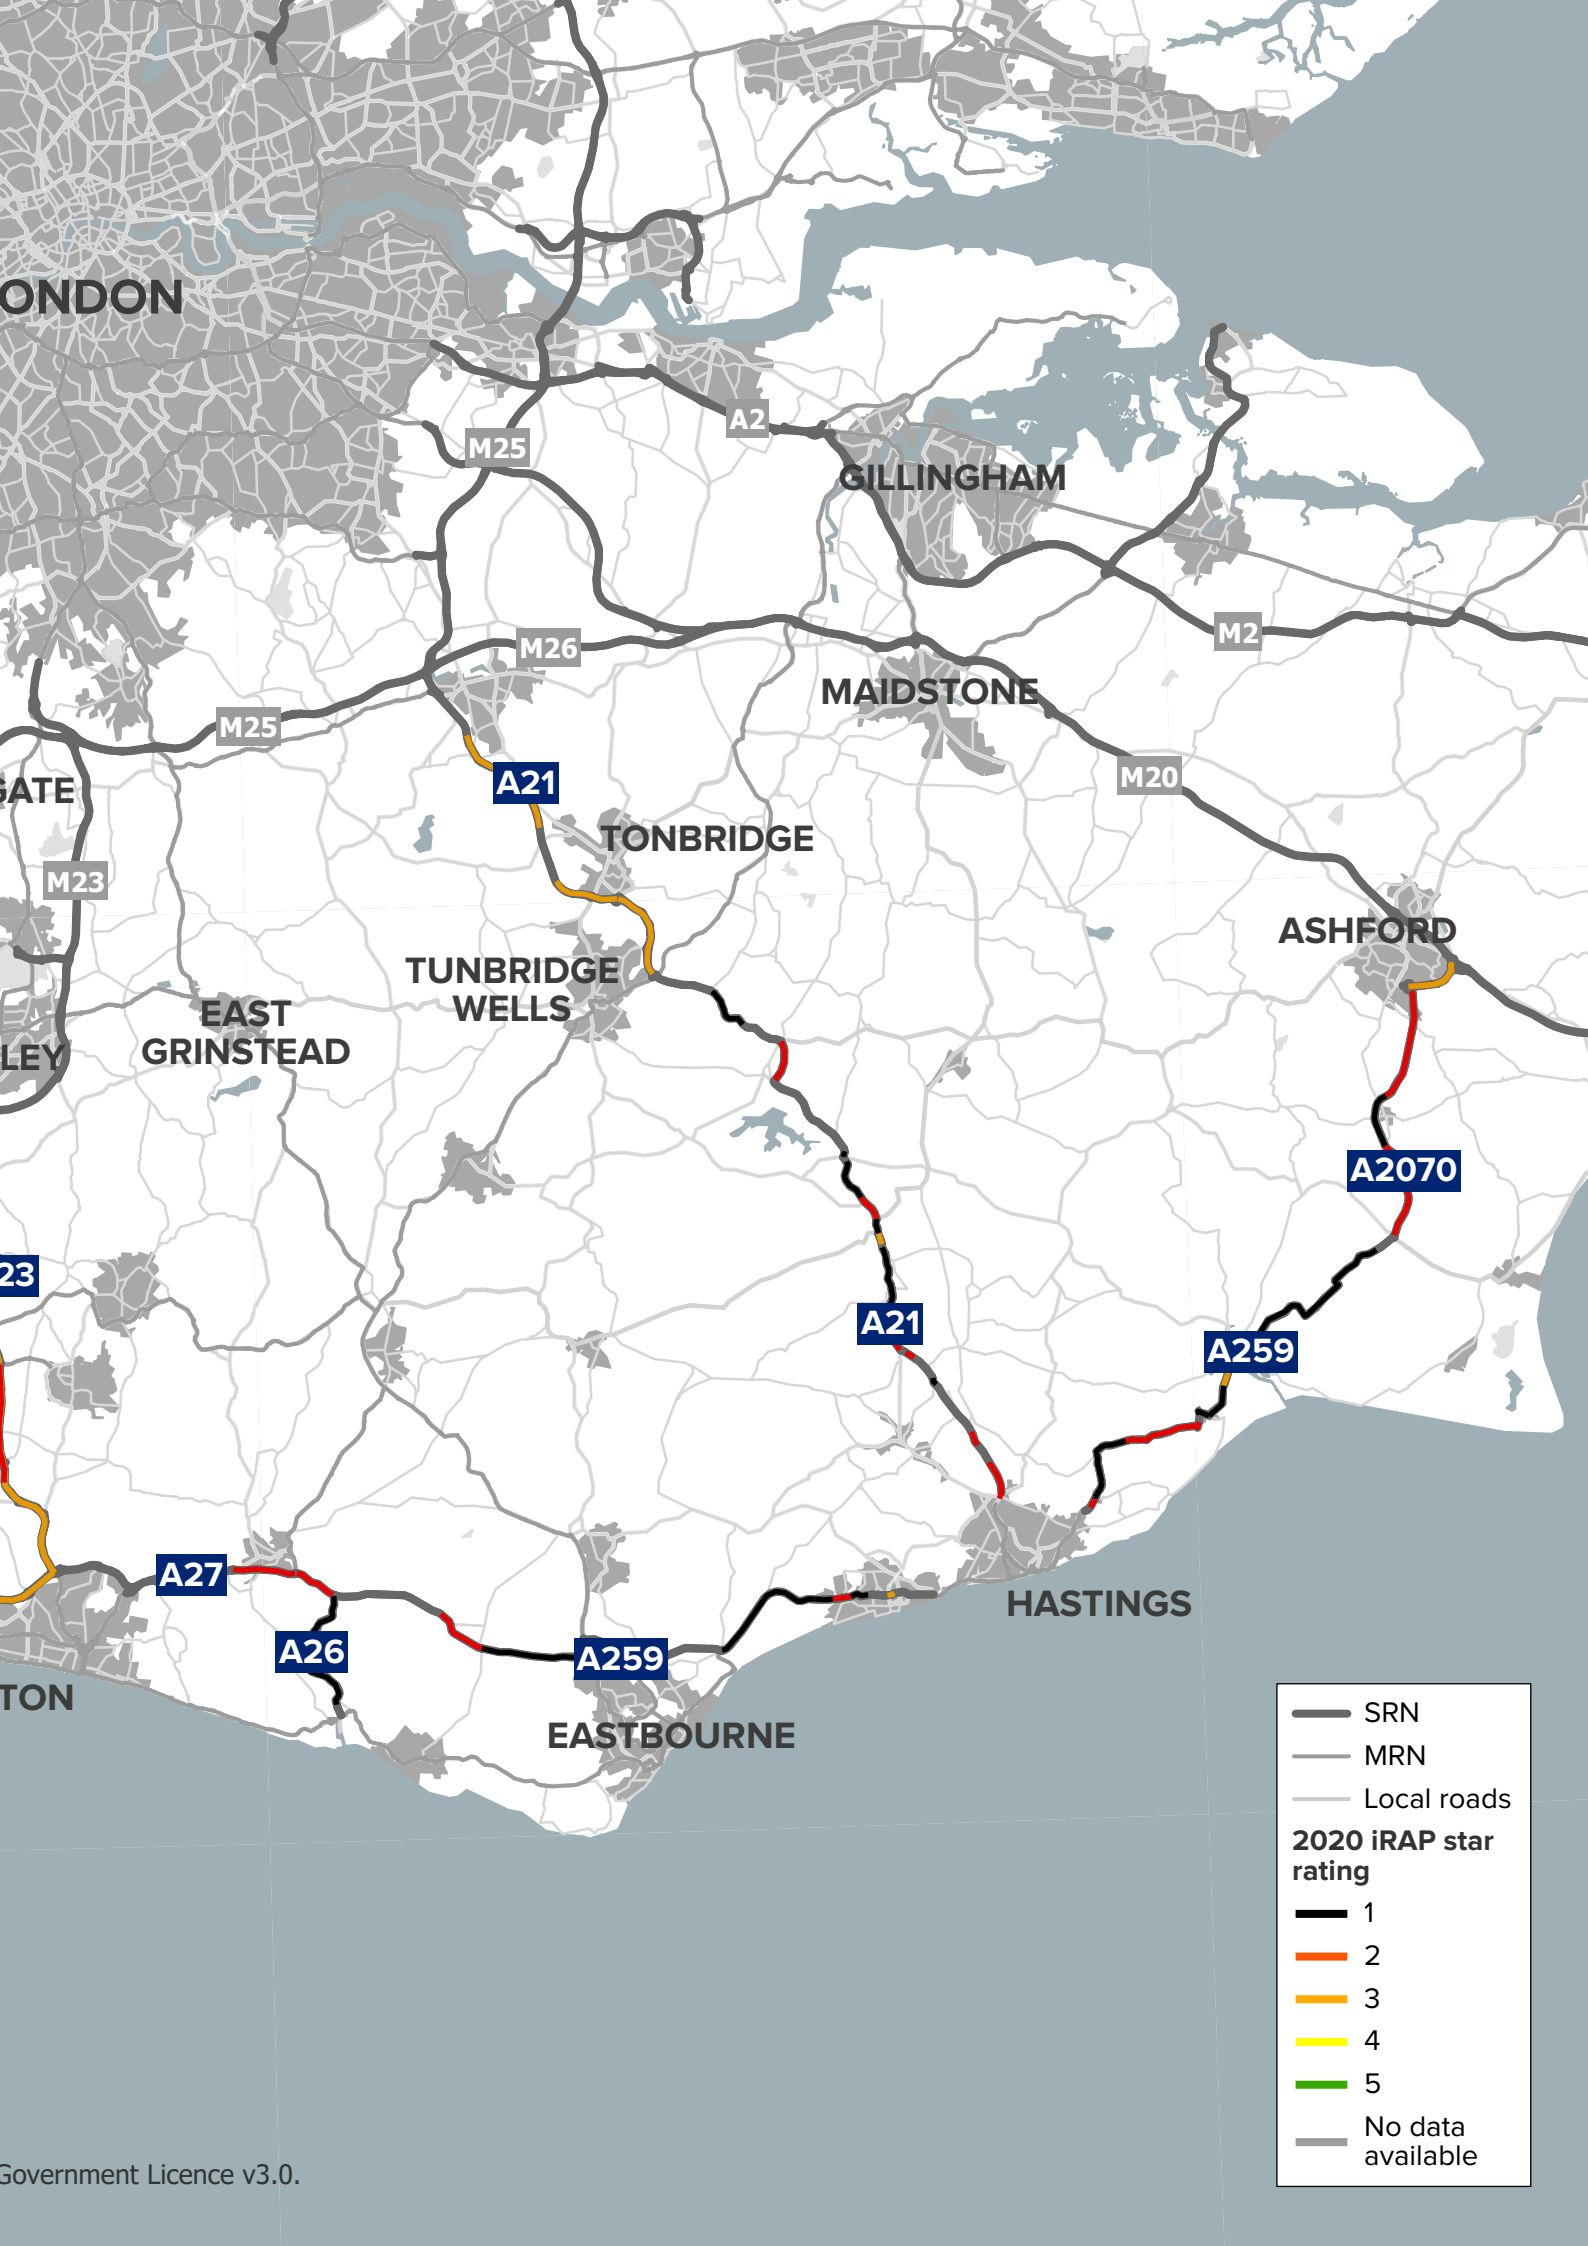 ONDON
A2
M25
GILLINGHAM
M2
M26
MAIDSTONE
M25
M20
A21
GATE
TONBRIDGE
M23
ASHFORD
TUNBRIDGE
WELLS
EAST
GRINSTEAD
LEY
A2070
23
A21
A259
A27
HASTINGS
A26
A259
TON
EASTBOURNE
SRN
MRN
Local roads
2020 iRAP star
rating
1
2
3
4
5
No data
available
Government Licence v3.0.